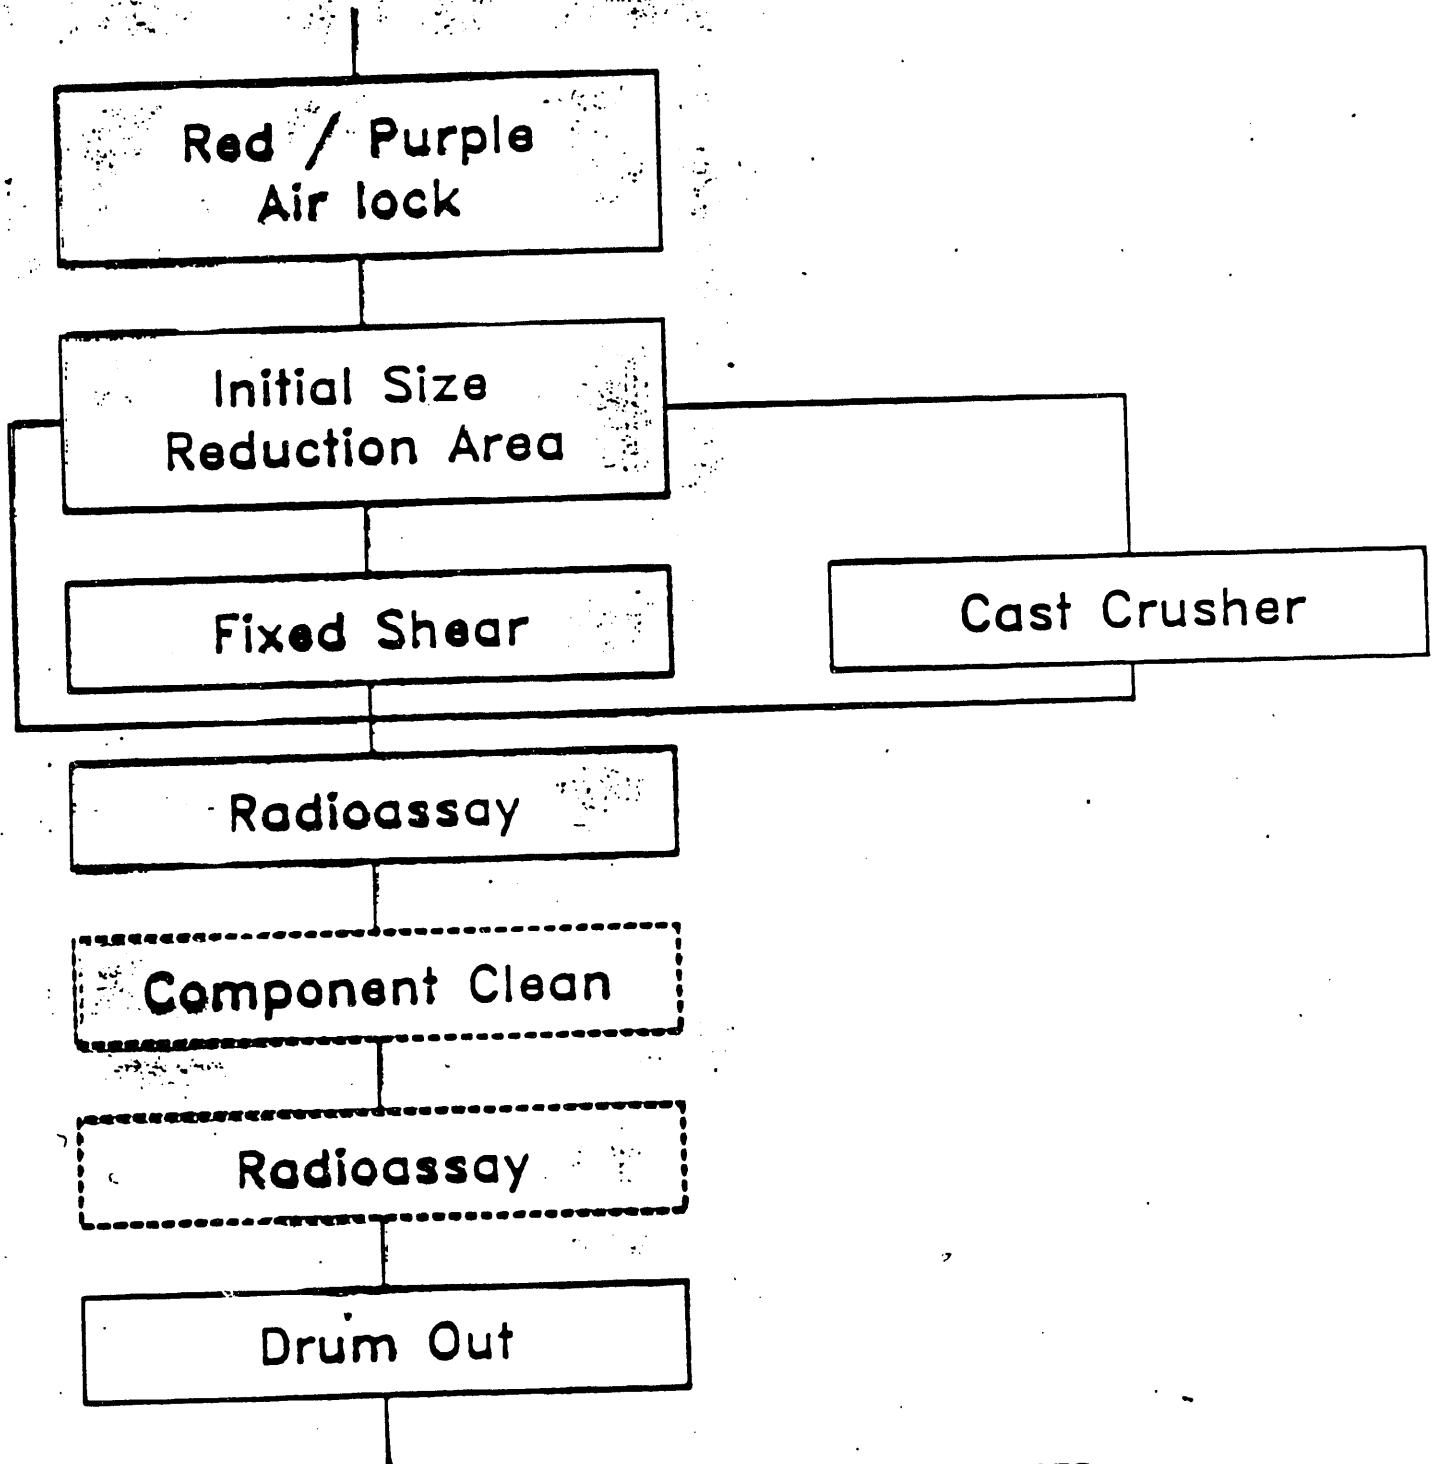 Red / Purple
Air lock
Initial Size
Reduction Area
Fixed Shear
Cast Crusher
Radioassay
Component Clean
Radioassay
Drum Out